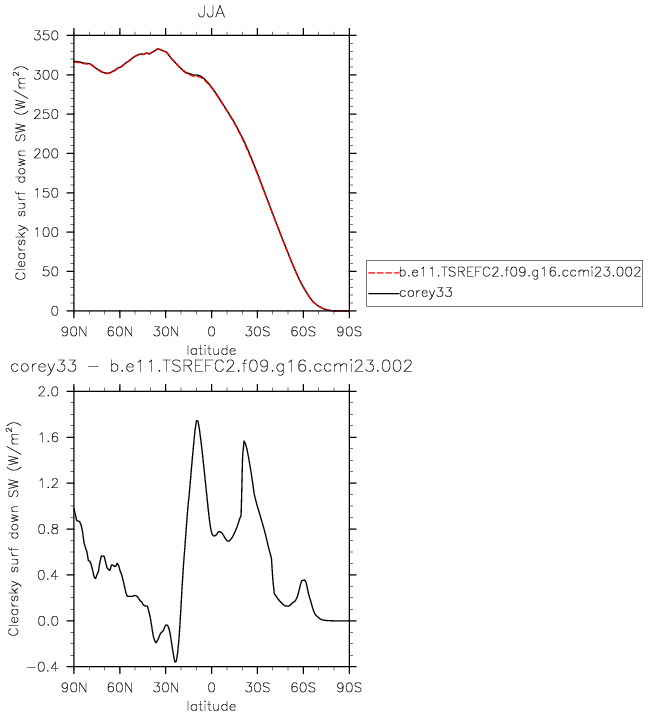 JJA
350
300
250
200
150
100
50
0
Clearsky surf down SW (W/m²)
90N 60N 30N 0 30S 60S 90S
latitude
b.e11.TSREFC2.f09.g16.ccmi23.002
corey33
corey33 − b.e11.TSREFC2.f09.g16.ccmi23.002
2.0
1.6
1.2
0.8
0.4
0.0
−0.4
Clearsky surf down SW (W/m²)
90N 60N 30N 0 30S 60S 90S
latitude